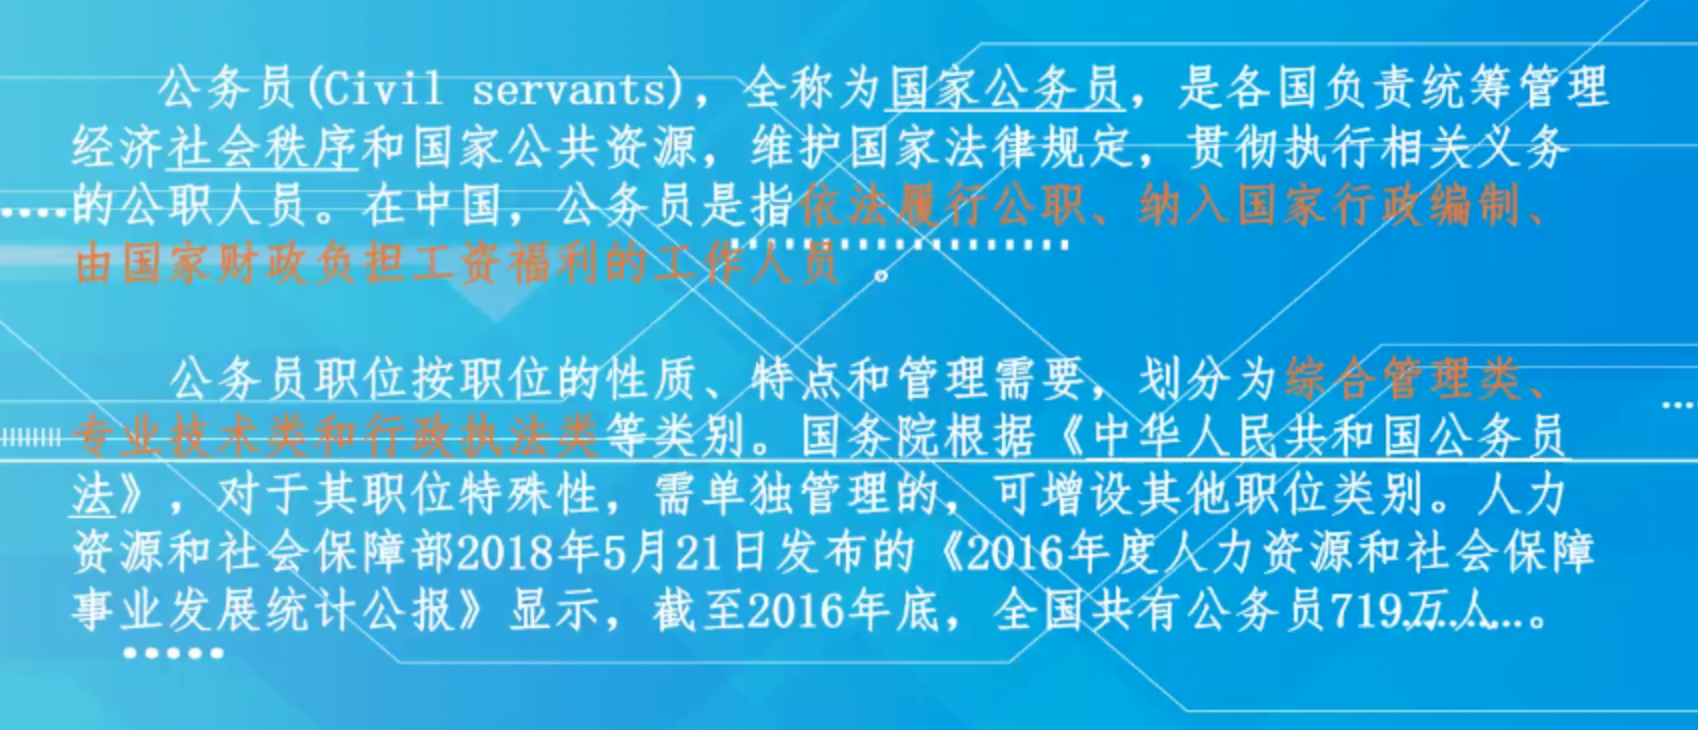 公务员(Civil servants)，全称为国家公务员，是各国负责统筹管理
经济社会秩序和国家公共资源，维护国家法律规定，贯彻执行相关义务
的公职人员。在中国，公务员是指依法履行公职、纳入国家行政编制、
由国家财政负担工资福利的工作人员 。
公务员职位按职位的性质、特点和管理需要，划分为综合管理类、
专业技术类和行政执法类等类别。国务院根据《中华人民共和国公务员
法》，对于其职位特殊性，需单独管理的，可增设其他职位类别。人力
资源和社会保障部2018年5月21日发布的《2016年度人力资源和社会保障
事业发展统计公报》显示，截至2016年底，全国共有公务员719万人。